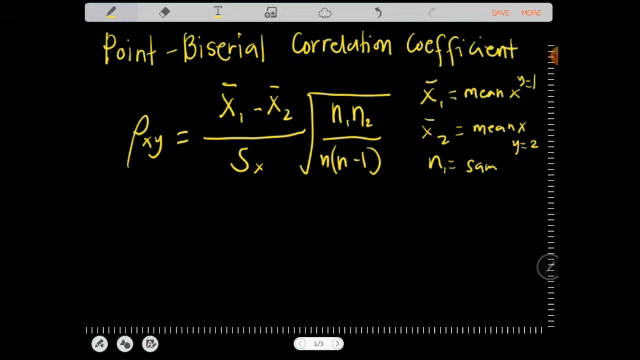 SAVE MORE
Point - Biserial Correlation Coefficient
ρxy = (X̄1 - X̄2) / Sx √(n1n2 / n(n-1))
X̄1 = mean x y=1
X̄2 = mean x y=2
n1 = sam
1/3